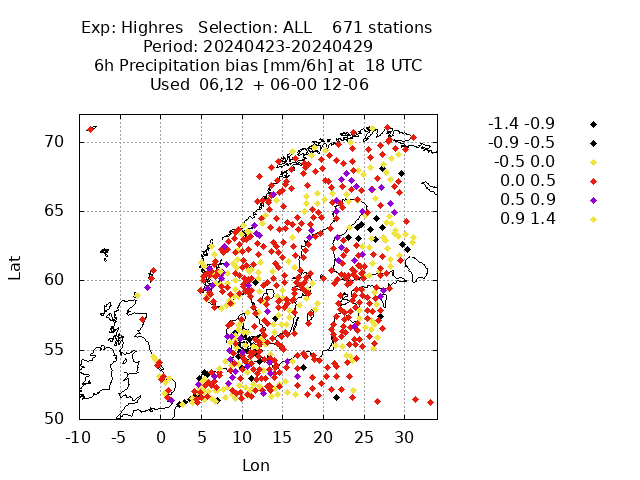 Exp: Highres   Selection: ALL    671 stations
Period: 20240423-20240429
6h Precipitation bias [mm/6h] at  18 UTC
Used  06,12  + 06-00 12-06
-1.4 -0.9
-0.9 -0.5
-0.5 0.0
0.0 0.5
0.5 0.9
0.9 1.4
Lat
70
65
60
55
50
-10 -5 0 5 10 15 20 25 30
Lon